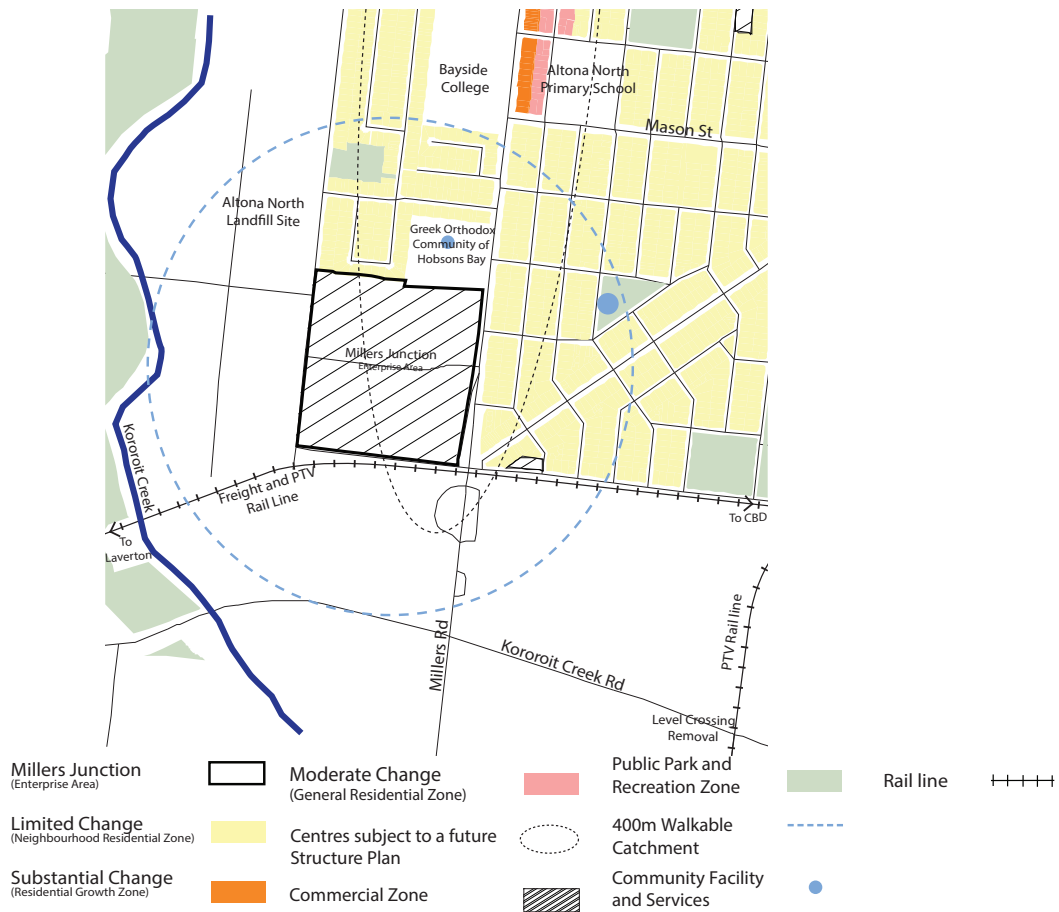 Bayside
College
Altona North
Primary School
Mason St
Altona North
Landfill Site
Greek Orthodox
Community of
Hobsons Bay
Millers Junction
Enterprise Area
Kororoit Creek
Freight and PTV
Rail Line
To
Laverton
To CBD
Millers Rd
Kororoit Creek Rd
PTV Rail line
Level Crossing
Removal
Millers Junction
(Enterprise Area)
Limited Change
(Neighbourhood Residential Zone)
Substantial Change
(Residential Growth Zone)
Moderate Change
(General Residential Zone)
Centres subject to a future
Structure Plan
Commercial Zone
Public Park and
Recreation Zone
400m Walkable
Catchment
Community Facility
and Services
Rail line